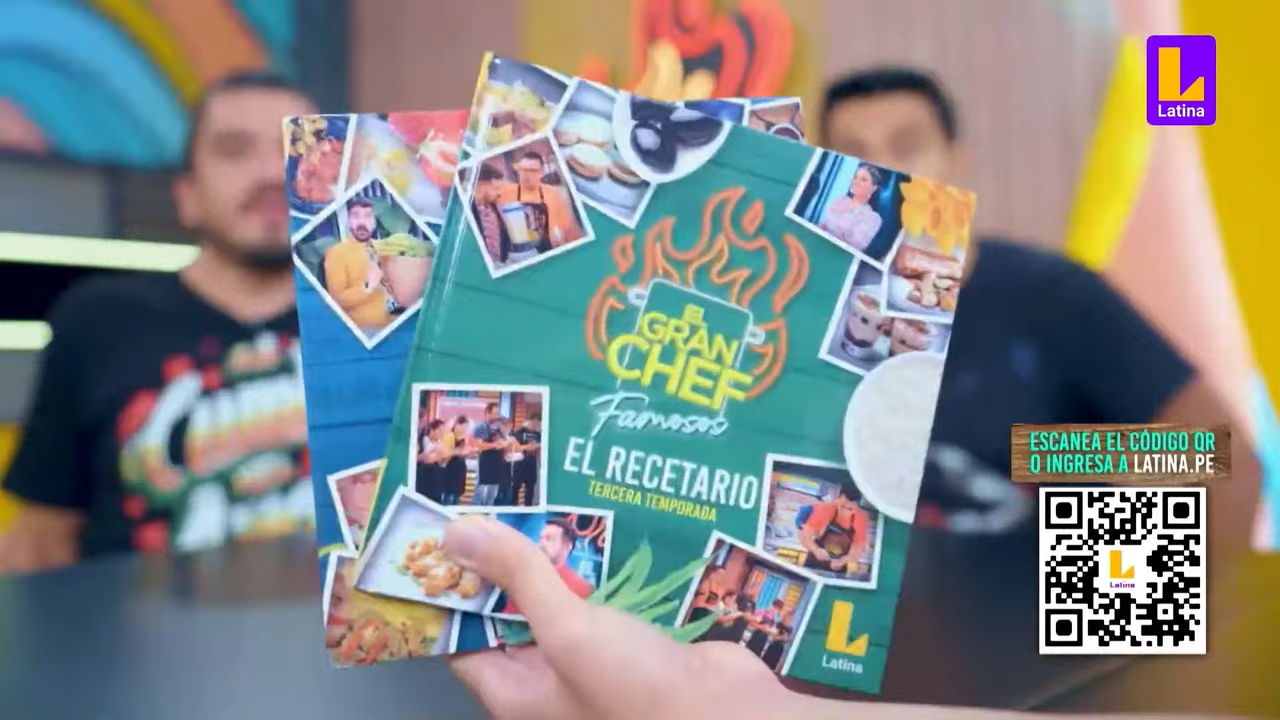 Latina
EL
GRAN
CHEF
Famosos
EL RECETARIO
TERCERA TEMPORADA
Latina
ESCANEA EL CÓDIGO QR
O INGRESA A LATINA.PE
Latina